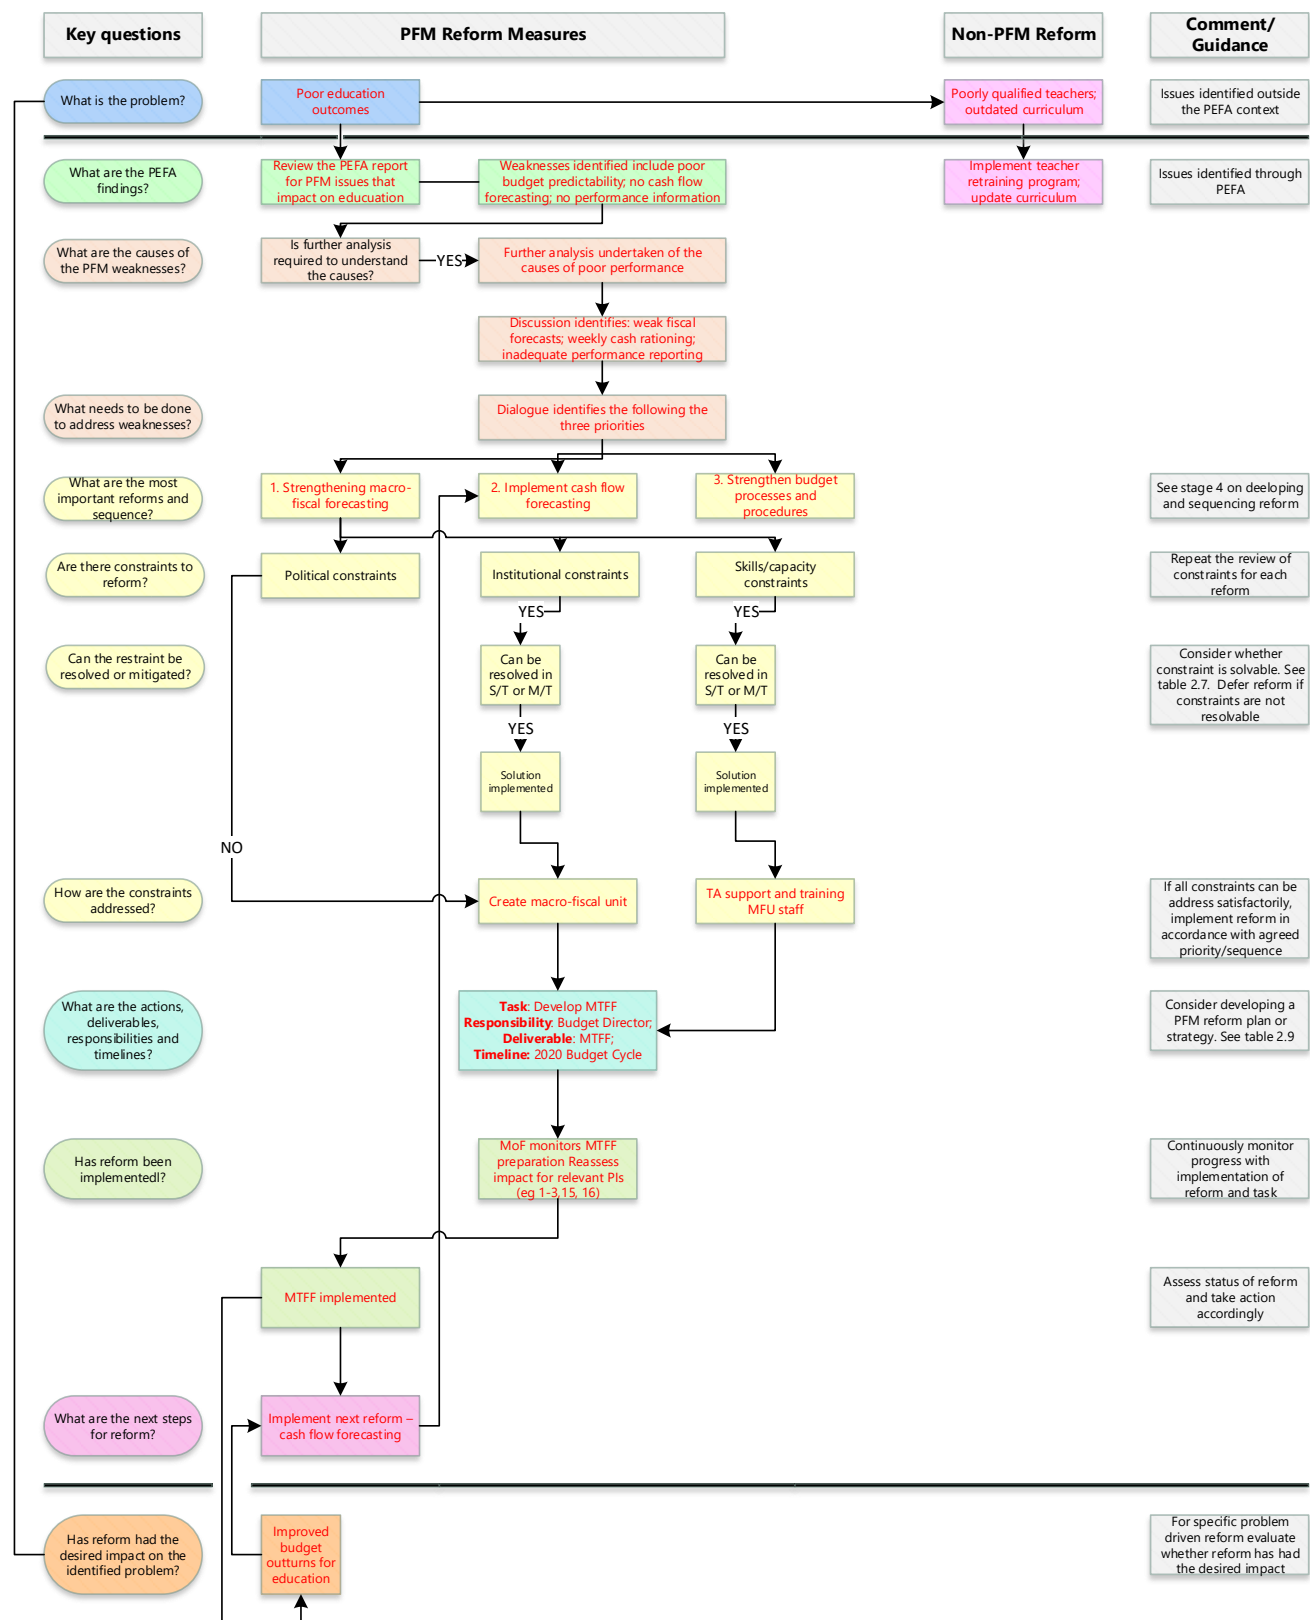 Key questions
PFM Reform Measures
Non-PFM Reform
Comment/
Guidance
What is the problem?
Poor education
outcomes
Poorly qualified teachers;
outdated curriculum
Issues identified outside
the PEFA context
What are the PEFA
findings?
Review the PEFA report
for PFM issues that
impact on educuation
Weaknesses identified include poor
budget predictability; no cash flow
forecasting; no performance information
Implement teacher
retraining program;
update curriculum
Issues identified through
PEFA
What are the causes of
the PFM weaknesses?
Is further analysis
required to understand
the causes?
YES
Further analysis undertaken of the
causes of poor performance
Discussion identifies: weak fiscal
forecasts; weekly cash rationing;
inadequate performance reporting
What needs to be done
to address weaknesses?
Dialogue identifies the following the
three priorities
What are the most
important reforms and
sequence?
1. Strengthening macro-
fiscal forecasting
2. Implement cash flow
forecasting
3. Strengthen budget
processes and
procedures
See stage 4 on deeloping
and sequencing reform
Are there constraints to
reform?
Political constraints
Institutional constraints
Skills/capacity
constraints
Repeat the review of
constraints for each
reform
YES
YES
Can the restraint be
resolved or mitigated?
Can be
resolved in
S/T or M/T
Can be
resolved in
S/T or M/T
Consider whether
constraint is solvable. See
table 2.7.  Defer reform if
constraints are not
resolvable
YES
YES
Solution
implemented
Solution
implemented
NO
How are the constraints
addressed?
Create macro-fiscal unit
TA support and training
MFU staff
If all constraints can be
address satisfactorily,
implement reform in
accordance with agreed
priority/sequence
What are the actions,
deliverables,
responsibilities and
timelines?
Task: Develop MTFF
Responsibility: Budget Director;
Deliverable: MTFF;
Timeline: 2020 Budget Cycle
Consider developing a
PFM reform plan or
strategy. See table 2.9
Has reform been
implementedl?
MoF monitors MTFF
preparation Reassess
impact for relevant PIs
(eg 1-3,15, 16)
Continuously monitor
progress with
implementation of
reform and task
MTFF implemented
Assess status of reform
and take action
accordingly
What are the next steps
for reform?
Implement next reform –
cash flow forecasting
Has reform had the
desired impact on the
identified problem?
Improved
budget
outturns for
education
For specific problem
driven reform evaluate
whether reform has had
the desired impact